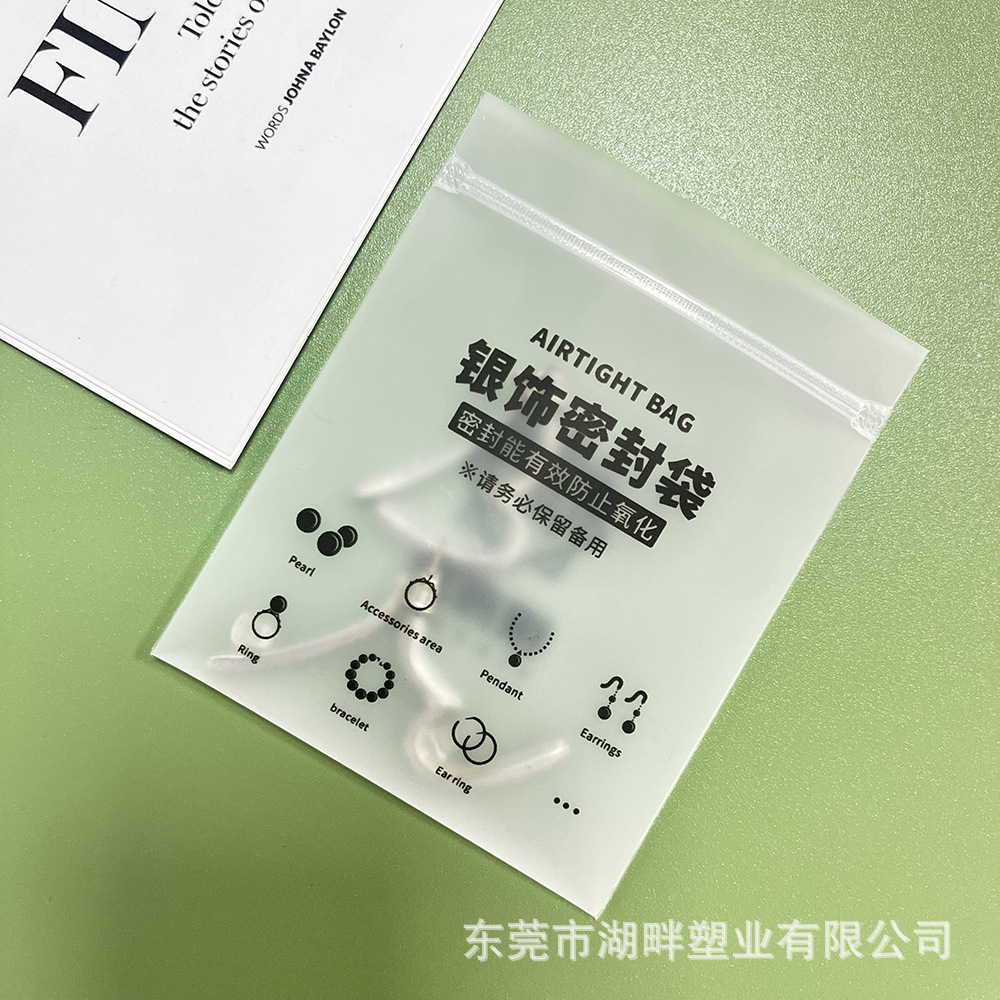 Told
the stories o
WORDS JOHNA BAYLON
AIRTIGHT BAG
银饰密封袋
密封能有效防止氧化
※请务必保留备用
Pearl
Accessories area
Pendant
Earrings
Ring
bracelet
Ear ring
东莞市湖畔塑业有限公司